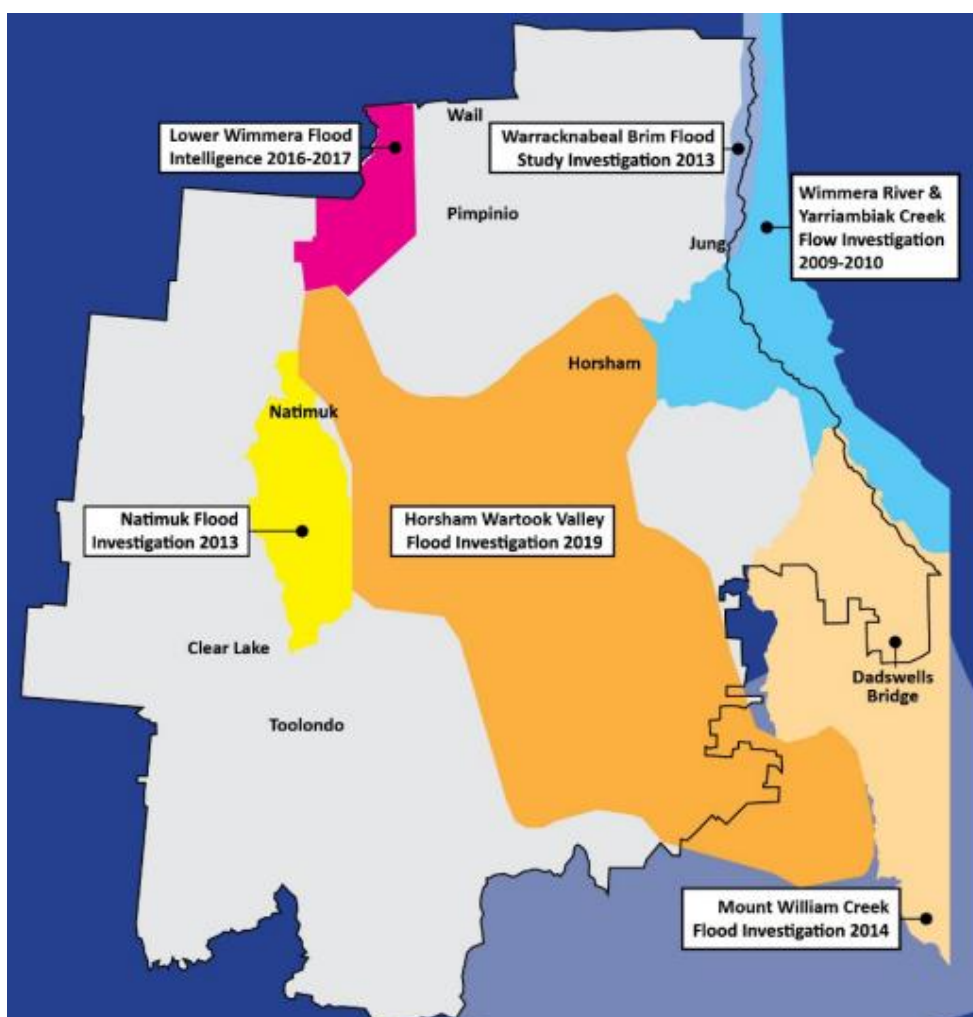 Wail
Lower Wimmera Flood
Intelligence 2016-2017
Warracknabeal Brim Flood
Study Investigation 2013
Wimmera River &
Yarriambiak Creek
Flow Investigation
2009-2010
Pimpinio
Jung
Horsham
Natimuk
Natimuk Flood
Investigation 2013
Horsham Wartook Valley
Flood Investigation 2019
Clear Lake
Dadswells
Bridge
Toolondo
Mount William Creek
Flood Investigation 2014